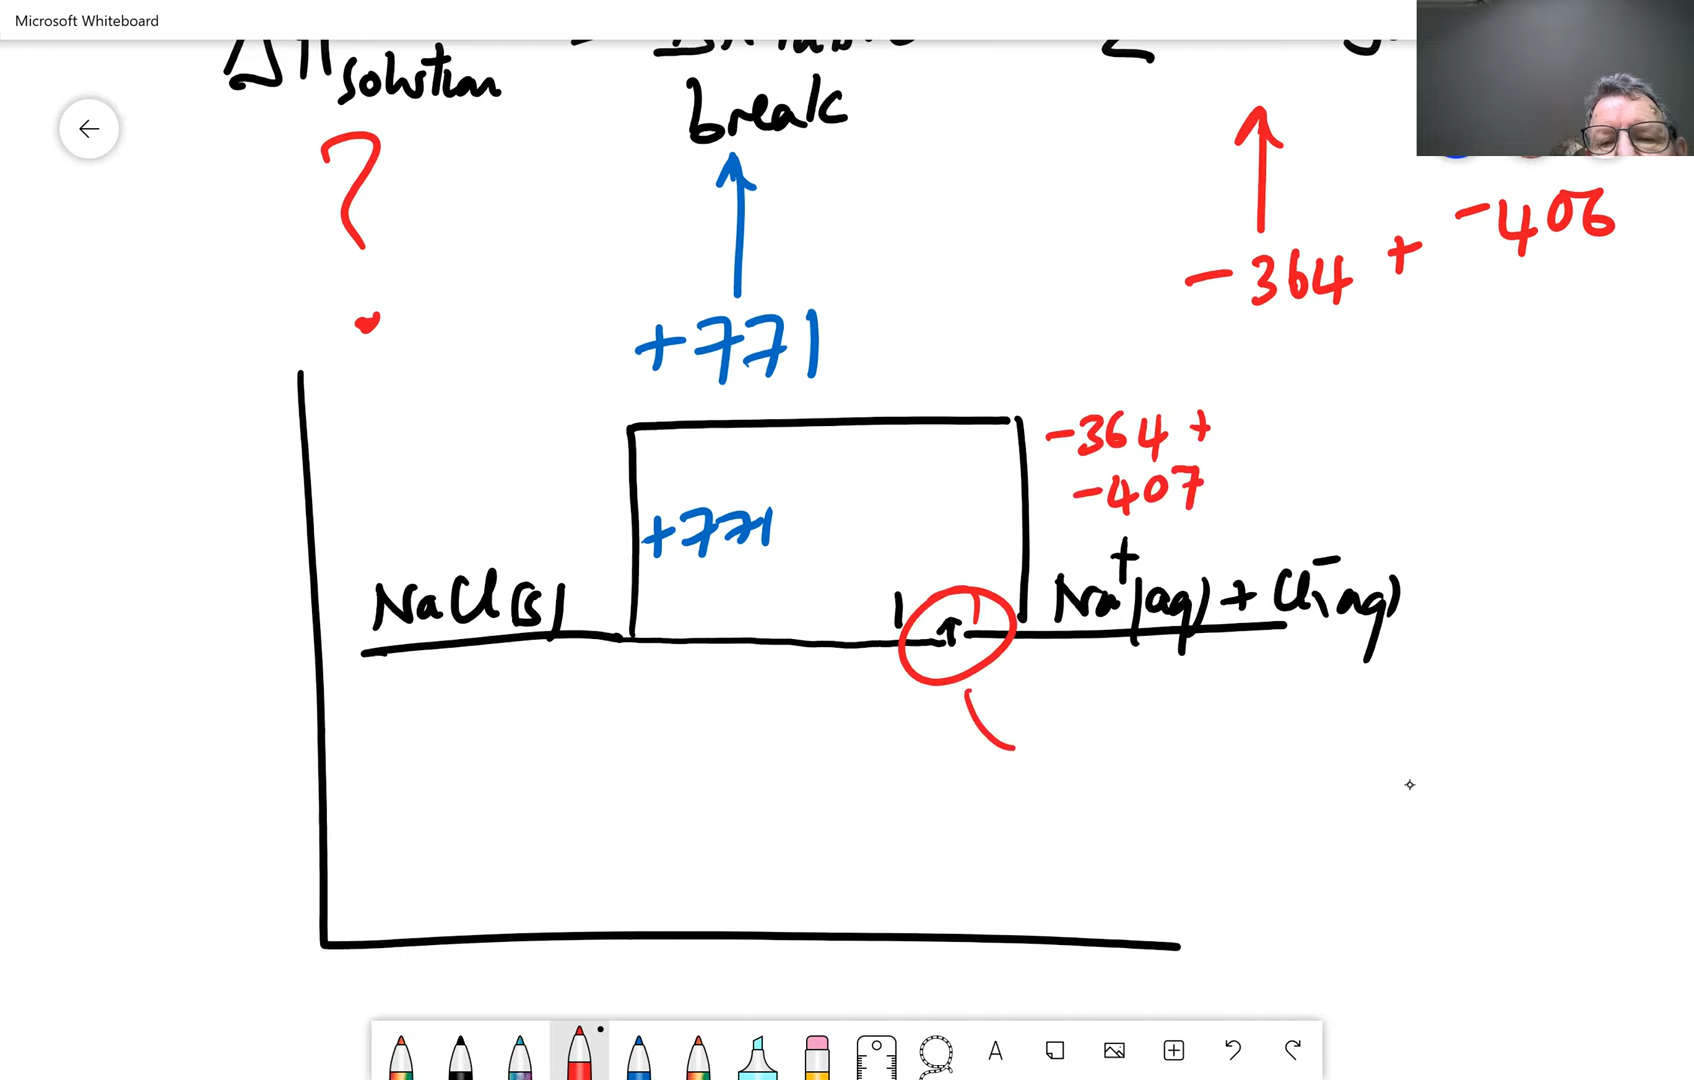 Microsoft Whiteboard
ΔH solution =
break
?
-406
-364 +
+771
-364 +
-407
+771
NaCl(s) Na⁺(aq) + Cl⁻(aq)
A